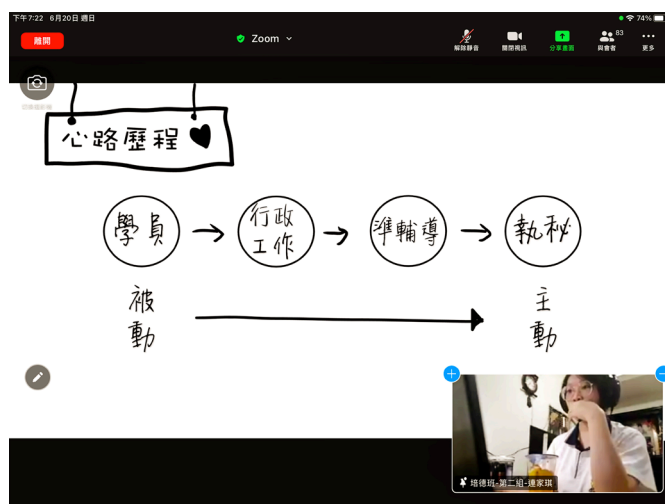 下午7:22 6月20日 週日
74%
離開
Zoom
解除靜音
關閉視訊
分享畫面
83
與會者
更多
心路歷程
學員
行政
工作
準輔導
執秘
被
動
主
動
培德班-第二組-連家琪